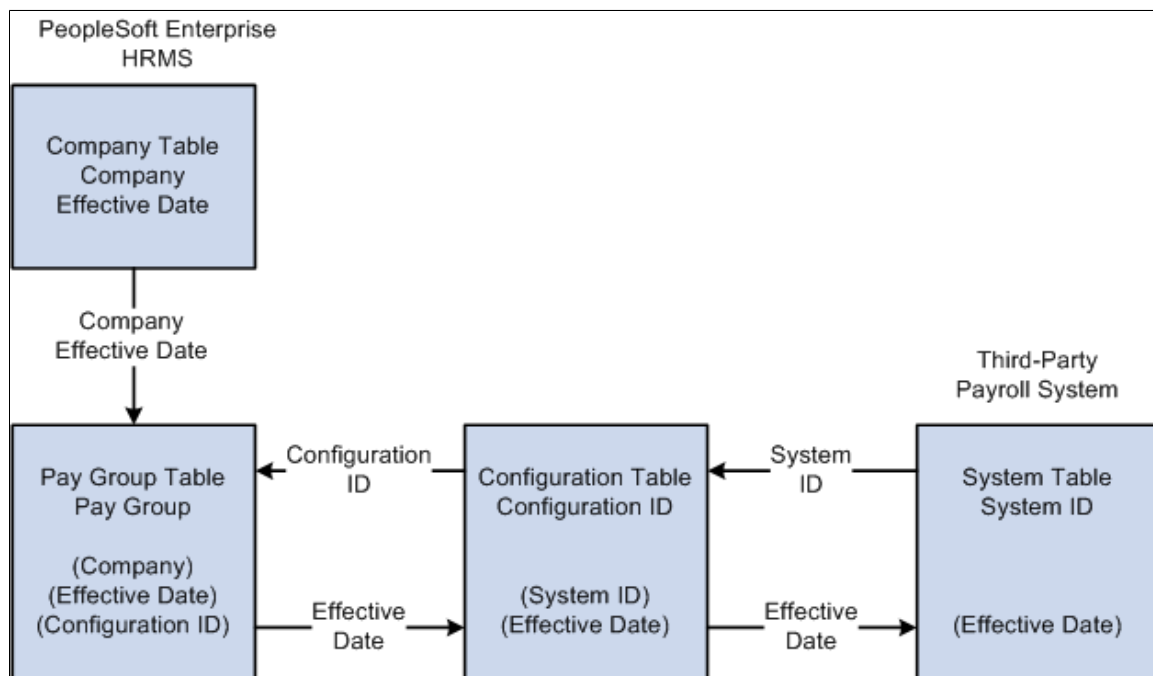 PeopleSoft Enterprise
HRMS
Company Table
Company
Effective Date
Company
Effective Date
Third-Party
Payroll System
Pay Group Table
Pay Group
(Company)
(Effective Date)
(Configuration ID)
Configuration
ID
Effective
Date
Configuration Table
Configuration ID
(System ID)
(Effective Date)
System
ID
Effective
Date
System Table
System ID
(Effective Date)